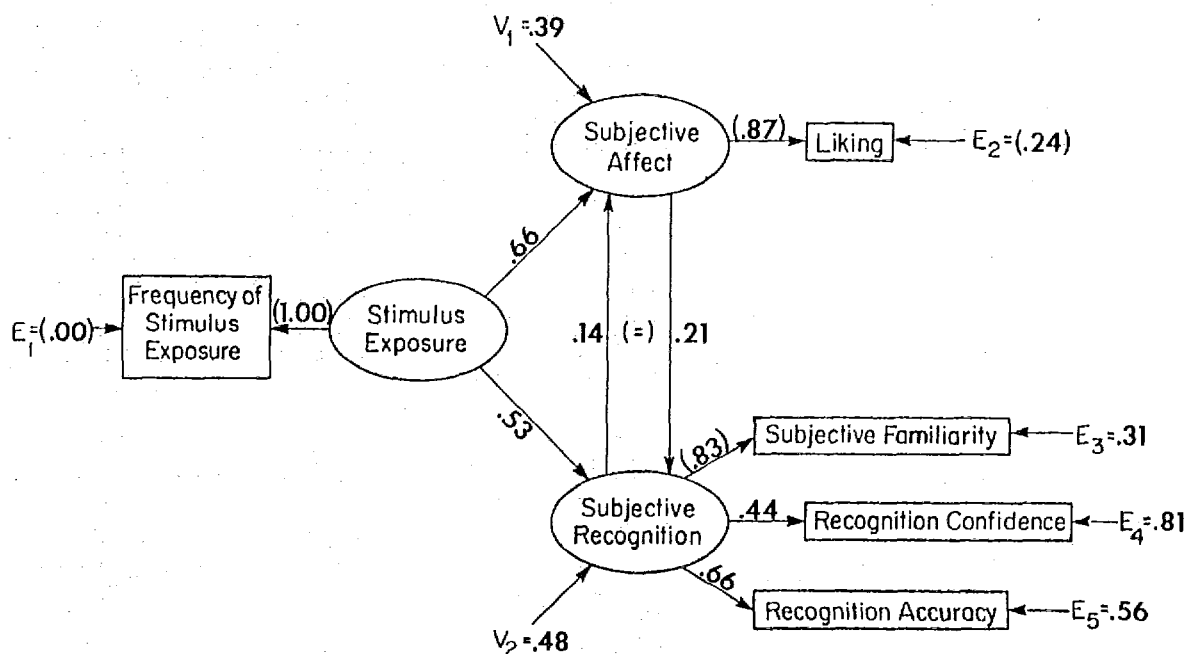 V1 =.39
Subjective
Affect
(.87)
Liking
E2=(.24)
.66
Frequency of
Stimulus
Exposure
(1.00)
E1=(.00)
Stimulus
Exposure
.14 (=) .21
.53
Subjective Familiarity
E3=.31
(.83)
Subjective
Recognition
.44
Recognition Confidence
E4=.81
.66
Recognition Accuracy
E5=.56
V2 =.48